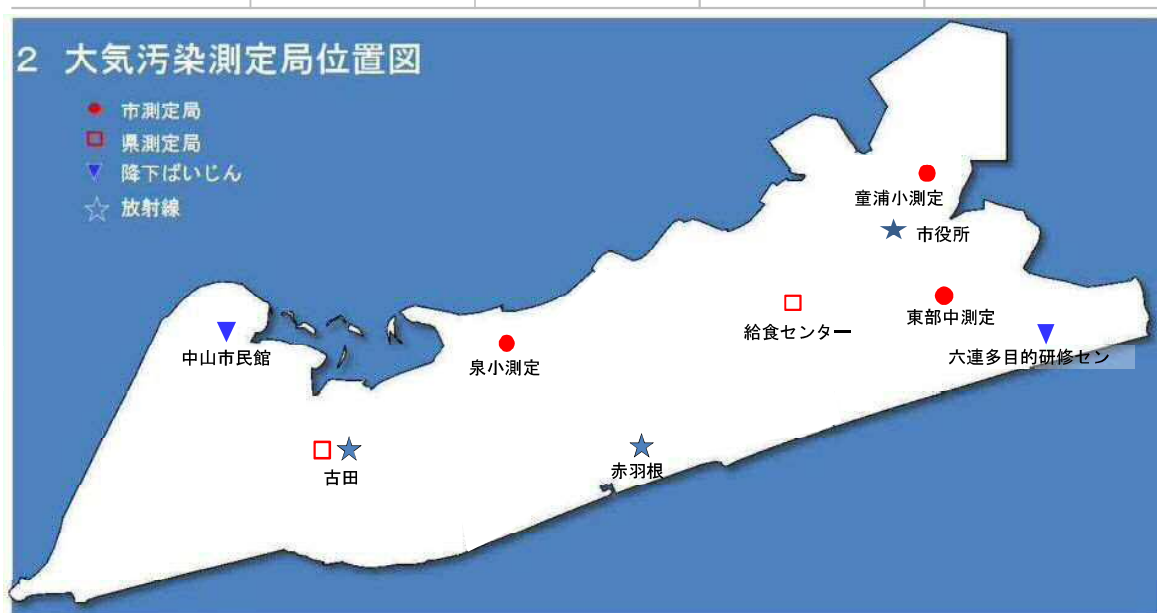 2 大気汚染測定局位置図
市測定局
県測定局
降下ばいじん
放射線
童浦小測定
市役所
給食センター
東部中測定
中山市民館
泉小測定
六連多目的研修セン
古田
赤羽根